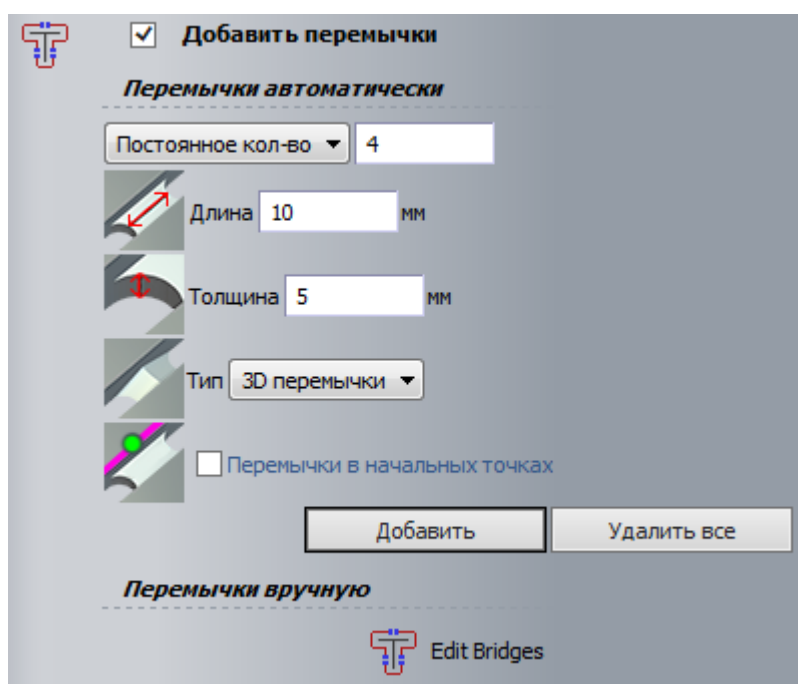 Добавить перемычки
Перемычки автоматически
Постоянное кол-во 4
Длина 10 мм
Толщина 5 мм
Тип 3D перемычки
Перемычки в начальных точках
Добавить Удалить все
Перемычки вручную
Edit Bridges